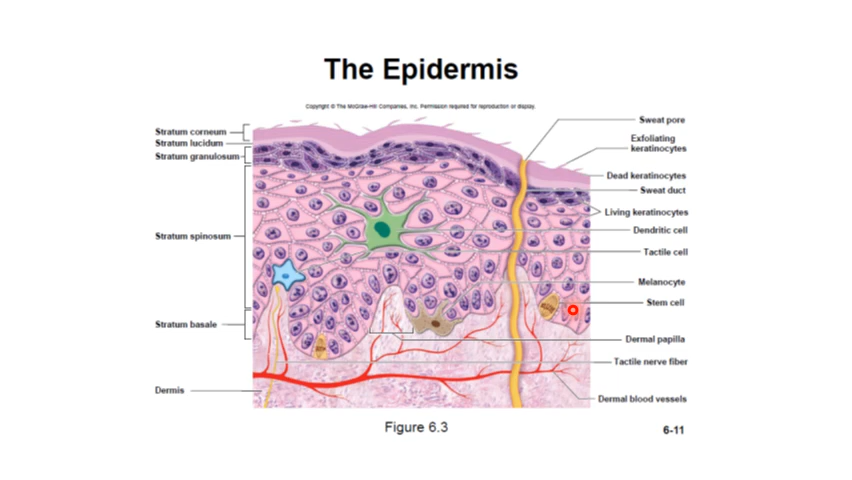 The Epidermis
Copyright © The McGraw-Hill Companies, Inc. Permission required for reproduction or display.
Stratum corneum
Stratum lucidum
Stratum granulosum
Stratum spinosum
Stratum basale
Dermis
Sweat pore
Exfoliating
keratinocytes
Dead keratinocytes
Sweat duct
Living keratinocytes
Dendritic cell
Tactile cell
Melanocyte
Stem cell
Dermal papilla
Tactile nerve fiber
Dermal blood vessels
Figure 6.3
6-11